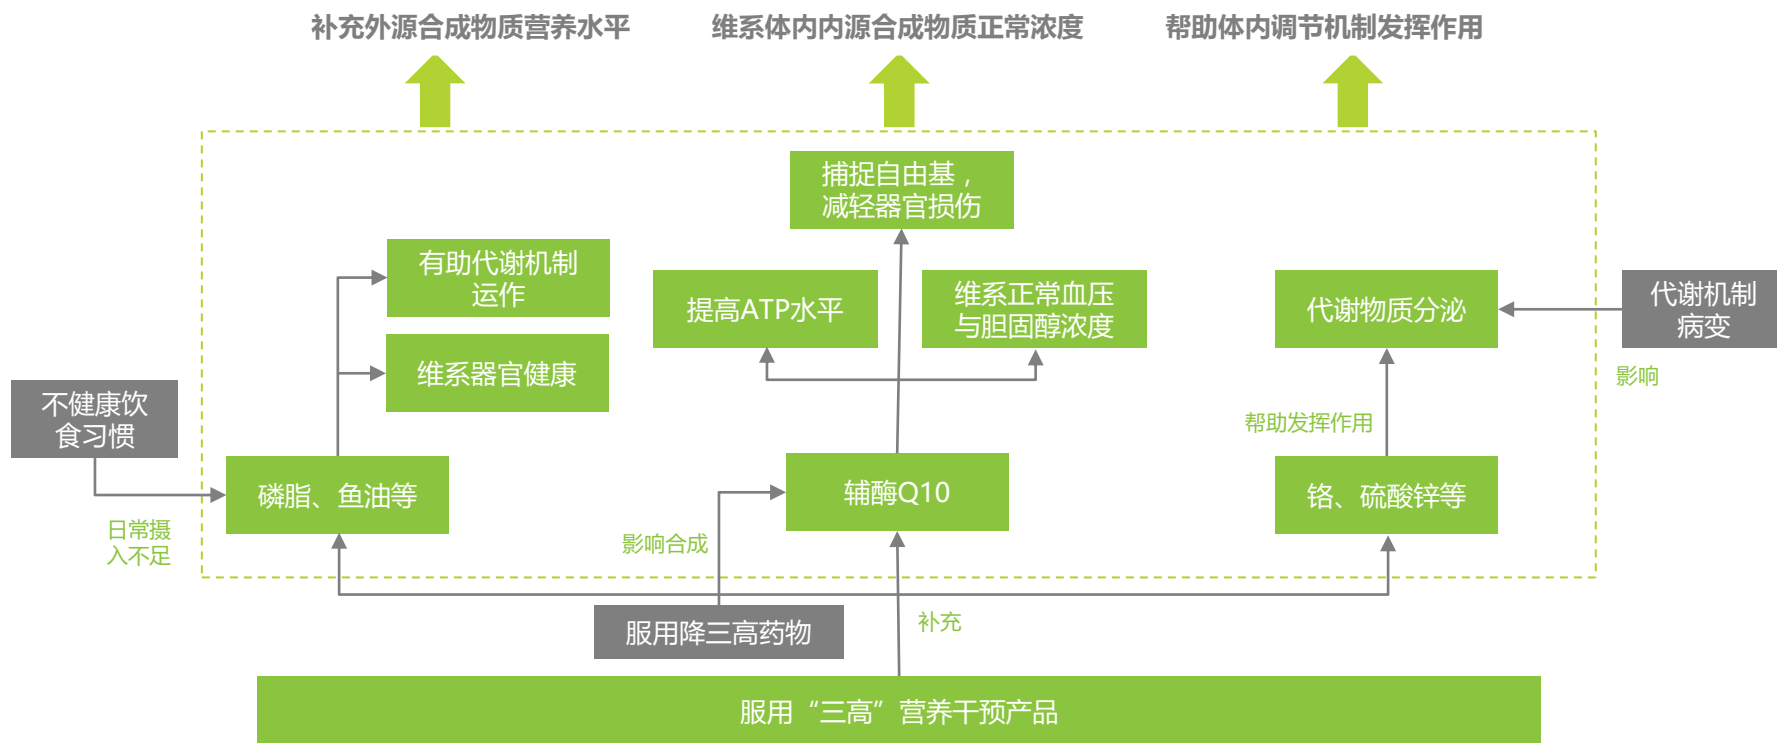 补充外源合成物质营养水平
维系体内内源合成物质正常浓度
帮助体内调节机制发挥作用
捕捉自由基，
减轻器官损伤
有助代谢机制
运作
提高ATP水平
维系正常血压
与胆固醇浓度
代谢物质分泌
代谢机制
病变
维系器官健康
影响
不健康饮
食习惯
帮助发挥作用
磷脂、鱼油等
辅酶Q10
铬、硫酸锌等
日常摄
入不足
影响合成
服用降三高药物
补充
服用“三高”营养干预产品